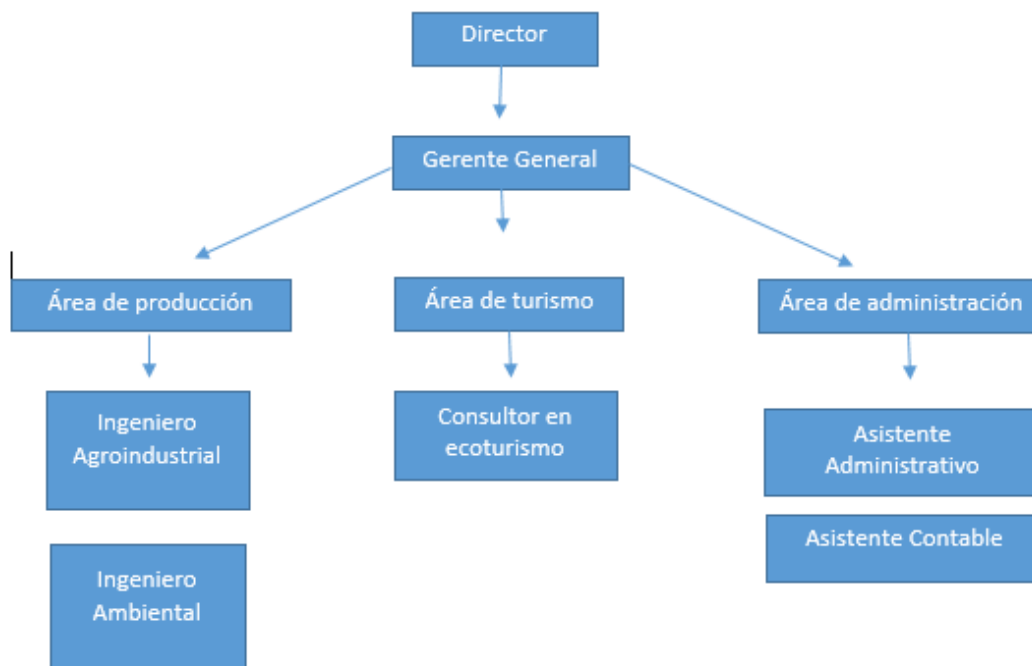 Director
Gerente General
Área de producción
Área de turismo
Área de administración
Ingeniero
Agroindustrial
Consultor en
ecoturismo
Asistente
Administrativo
Asistente Contable
Ingeniero
Ambiental